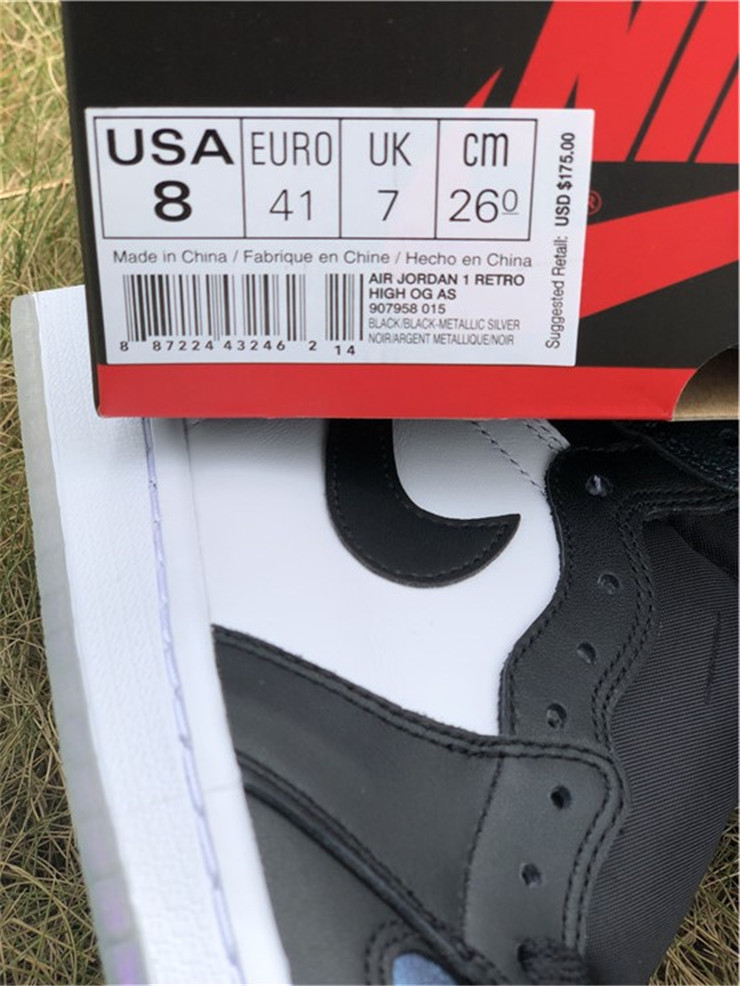 NI
®
USA EURO UK cm
8 41 7 26⁰
Suggested Retail: USD $175.00
Made in China / Fabrique en Chine / Hecho en China
AIR JORDAN 1 RETRO
HIGH OG AS
907958 015
BLACK/BLACK-METALLIC SILVER
NOIR/ARGENT METALLIQUE/NOIR
8 87224 43246 2 14